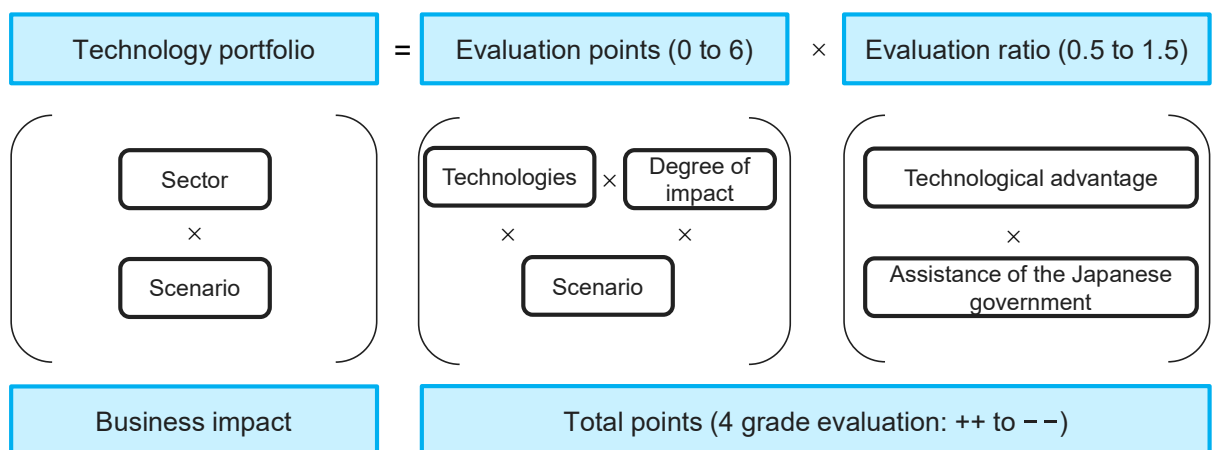 Technology portfolio = Evaluation points (0 to 6) × Evaluation ratio (0.5 to 1.5)
Sector
×
Scenario
Technologies × Degree of
impact
× ×
Scenario
Technological advantage
×
Assistance of the Japanese
government
Business impact
Total points (4 grade evaluation: ++ to −−)